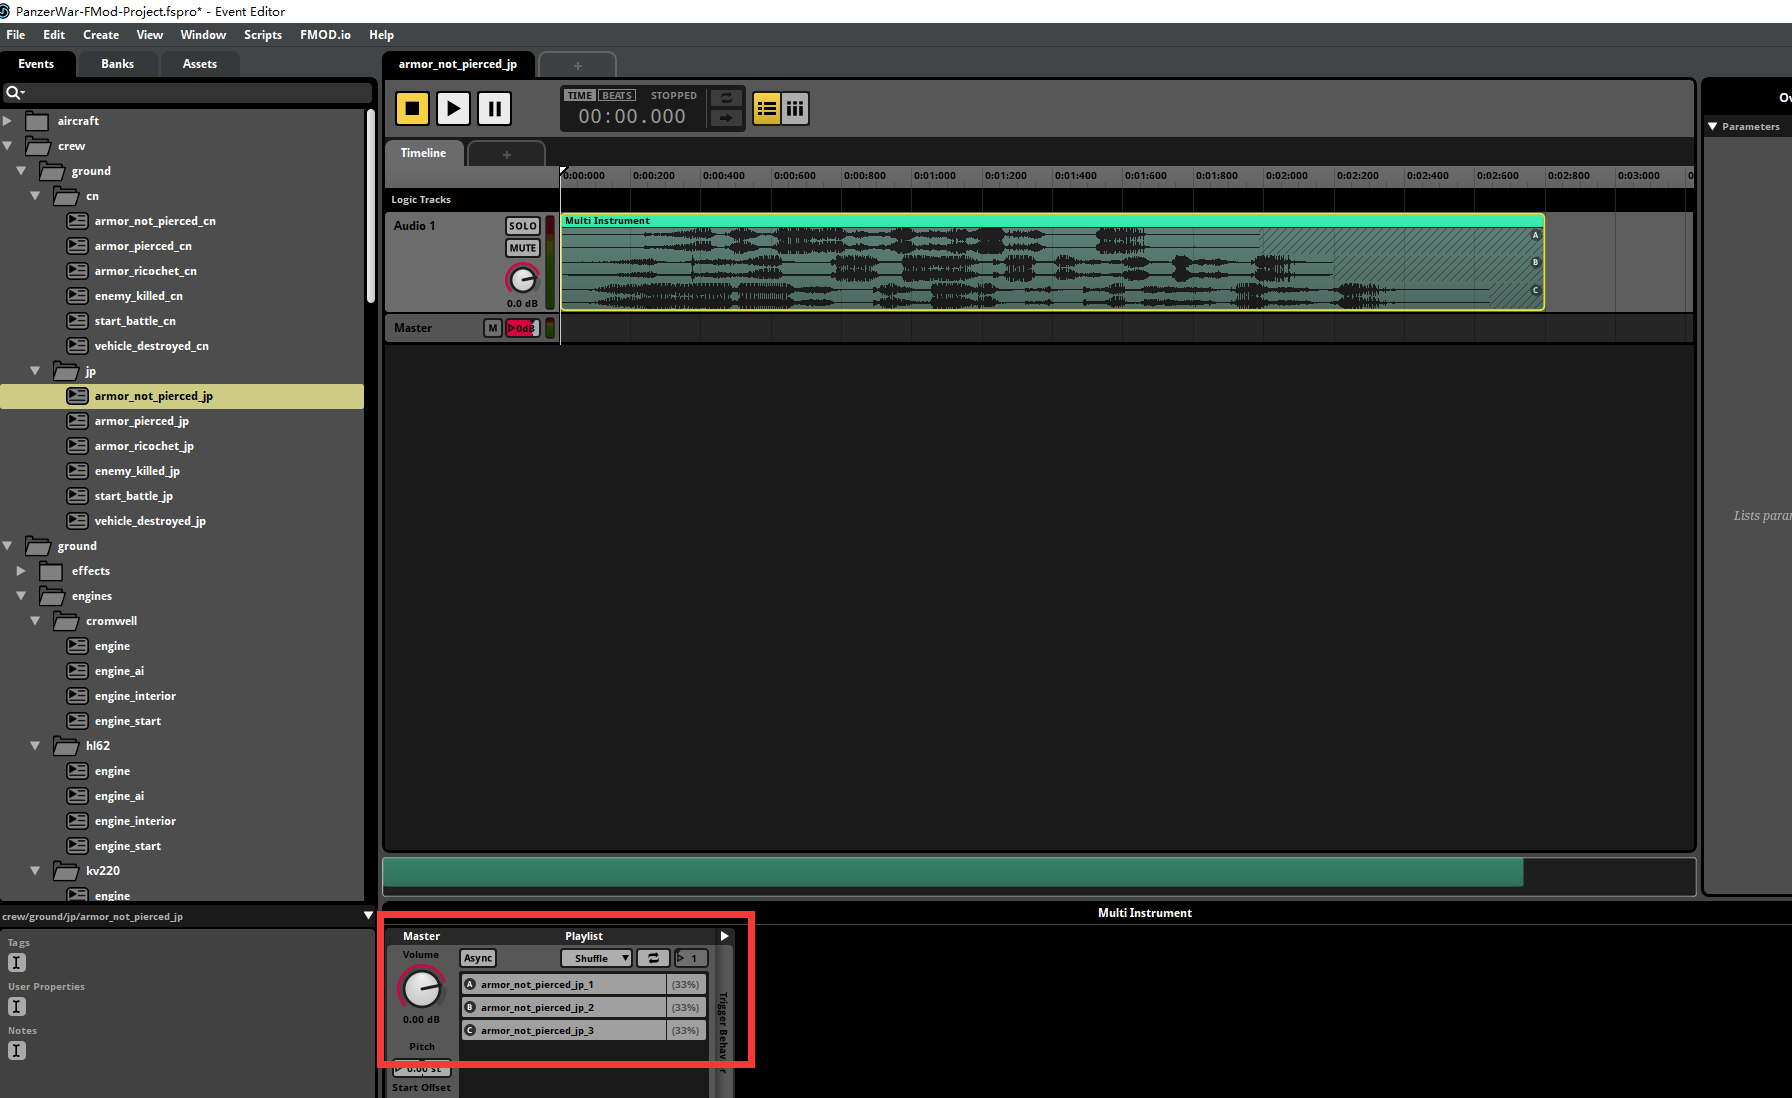 PanzerWar-FMod-Project.fspro* - Event Editor
File Edit Create View Window Scripts FMOD.io Help
Events Banks Assets
aircraft
crew
ground
cn
armor_not_pierced_cn
armor_pierced_cn
armor_ricochet_cn
enemy_killed_cn
start_battle_cn
vehicle_destroyed_cn
jp
armor_not_pierced_jp
armor_pierced_jp
armor_ricochet_jp
enemy_killed_jp
start_battle_jp
vehicle_destroyed_jp
ground
effects
engines
cromwell
engine
engine_ai
engine_interior
engine_start
hl62
engine
engine_ai
engine_interior
engine_start
kv220
engine
crew/ground/jp/armor_not_pierced_jp
Tags
User Properties
Notes
armor_not_pierced_jp +
TIME BEATS STOPPED
00:00.000
Timeline +
0:00:000 0:00:200 0:00:400 0:00:600 0:00:800 0:01:000 0:01:200 0:01:400 0:01:600 0:01:800 0:02:000 0:02:200 0:02:400 0:02:600 0:02:800 0:03:000 0
Logic Tracks
Audio 1 SOLO
MUTE
0.0 dB
Multi Instrument
A
B
C
Master M 0dB
Ov
Parameters
Lists paran
Multi Instrument
Master Playlist
Volume
Async Shuffle 1
A armor_not_pierced_jp_1 (33%)
B armor_not_pierced_jp_2 (33%)
C armor_not_pierced_jp_3 (33%)
0.00 dB
Pitch
0.00 st
Start Offset
Trigger Behavior